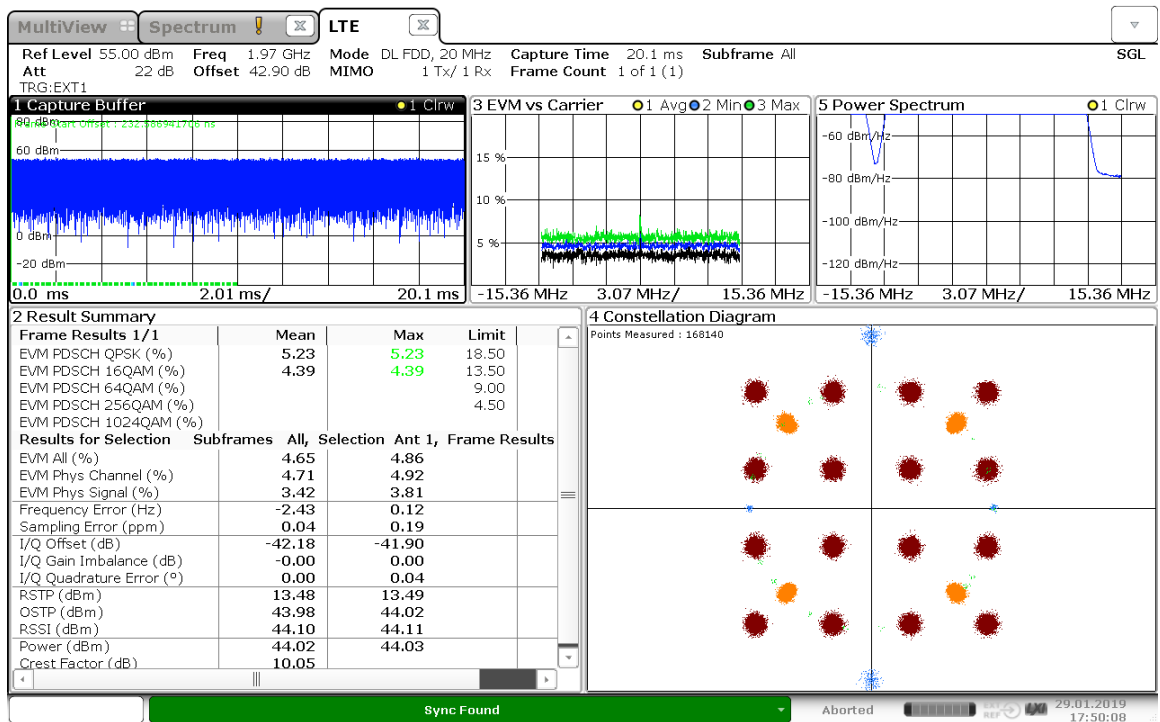 MultiView Spectrum ! X LTE X
Ref Level 55.00 dBm Freq 1.97 GHz Mode DL FDD, 20 MHz Capture Time 20.1 ms Subframe All SGL
Att 22 dB Offset 42.90 dB MIMO 1 Tx/ 1 Rx Frame Count 1 of 1 (1)
TRG:EXT1
1 Capture Buffer 1 Clrw
80 dBm
Frame Start Offset : 232.586941706 ns
60 dBm
0 dBm
-20 dBm
0.0 ms 2.01 ms/ 20.1 ms
3 EVM vs Carrier 1 Avg 2 Min 3 Max
15 %
10 %
5 %
-15.36 MHz 3.07 MHz/ 15.36 MHz
5 Power Spectrum 1 Clrw
-60 dBm/Hz
-80 dBm/Hz
-100 dBm/Hz
-120 dBm/Hz
-15.36 MHz 3.07 MHz/ 15.36 MHz
2 Result Summary
Frame Results 1/1 Mean Max Limit
EVM PDSCH QPSK (%) 5.23 5.23 18.50
EVM PDSCH 16QAM (%) 4.39 4.39 13.50
EVM PDSCH 64QAM (%) 9.00
EVM PDSCH 256QAM (%) 4.50
EVM PDSCH 1024QAM (%)
Results for Selection Subframes All, Selection Ant 1, Frame Results
EVM All (%) 4.65 4.86
EVM Phys Channel (%) 4.71 4.92
EVM Phys Signal (%) 3.42 3.81
Frequency Error (Hz) -2.43 0.12
Sampling Error (ppm) 0.04 0.19
I/Q Offset (dB) -42.18 -41.90
I/Q Gain Imbalance (dB) -0.00 0.00
I/Q Quadrature Error (°) 0.00 0.04
RSTP (dBm) 13.48 13.49
OSTP (dBm) 43.98 44.02
RSSI (dBm) 44.10 44.11
Power (dBm) 44.02 44.03
Crest Factor (dB) 10.05
4 Constellation Diagram
Points Measured : 168140
Sync Found
Aborted
EXT
REF
LXI
29.01.2019
17:50:08